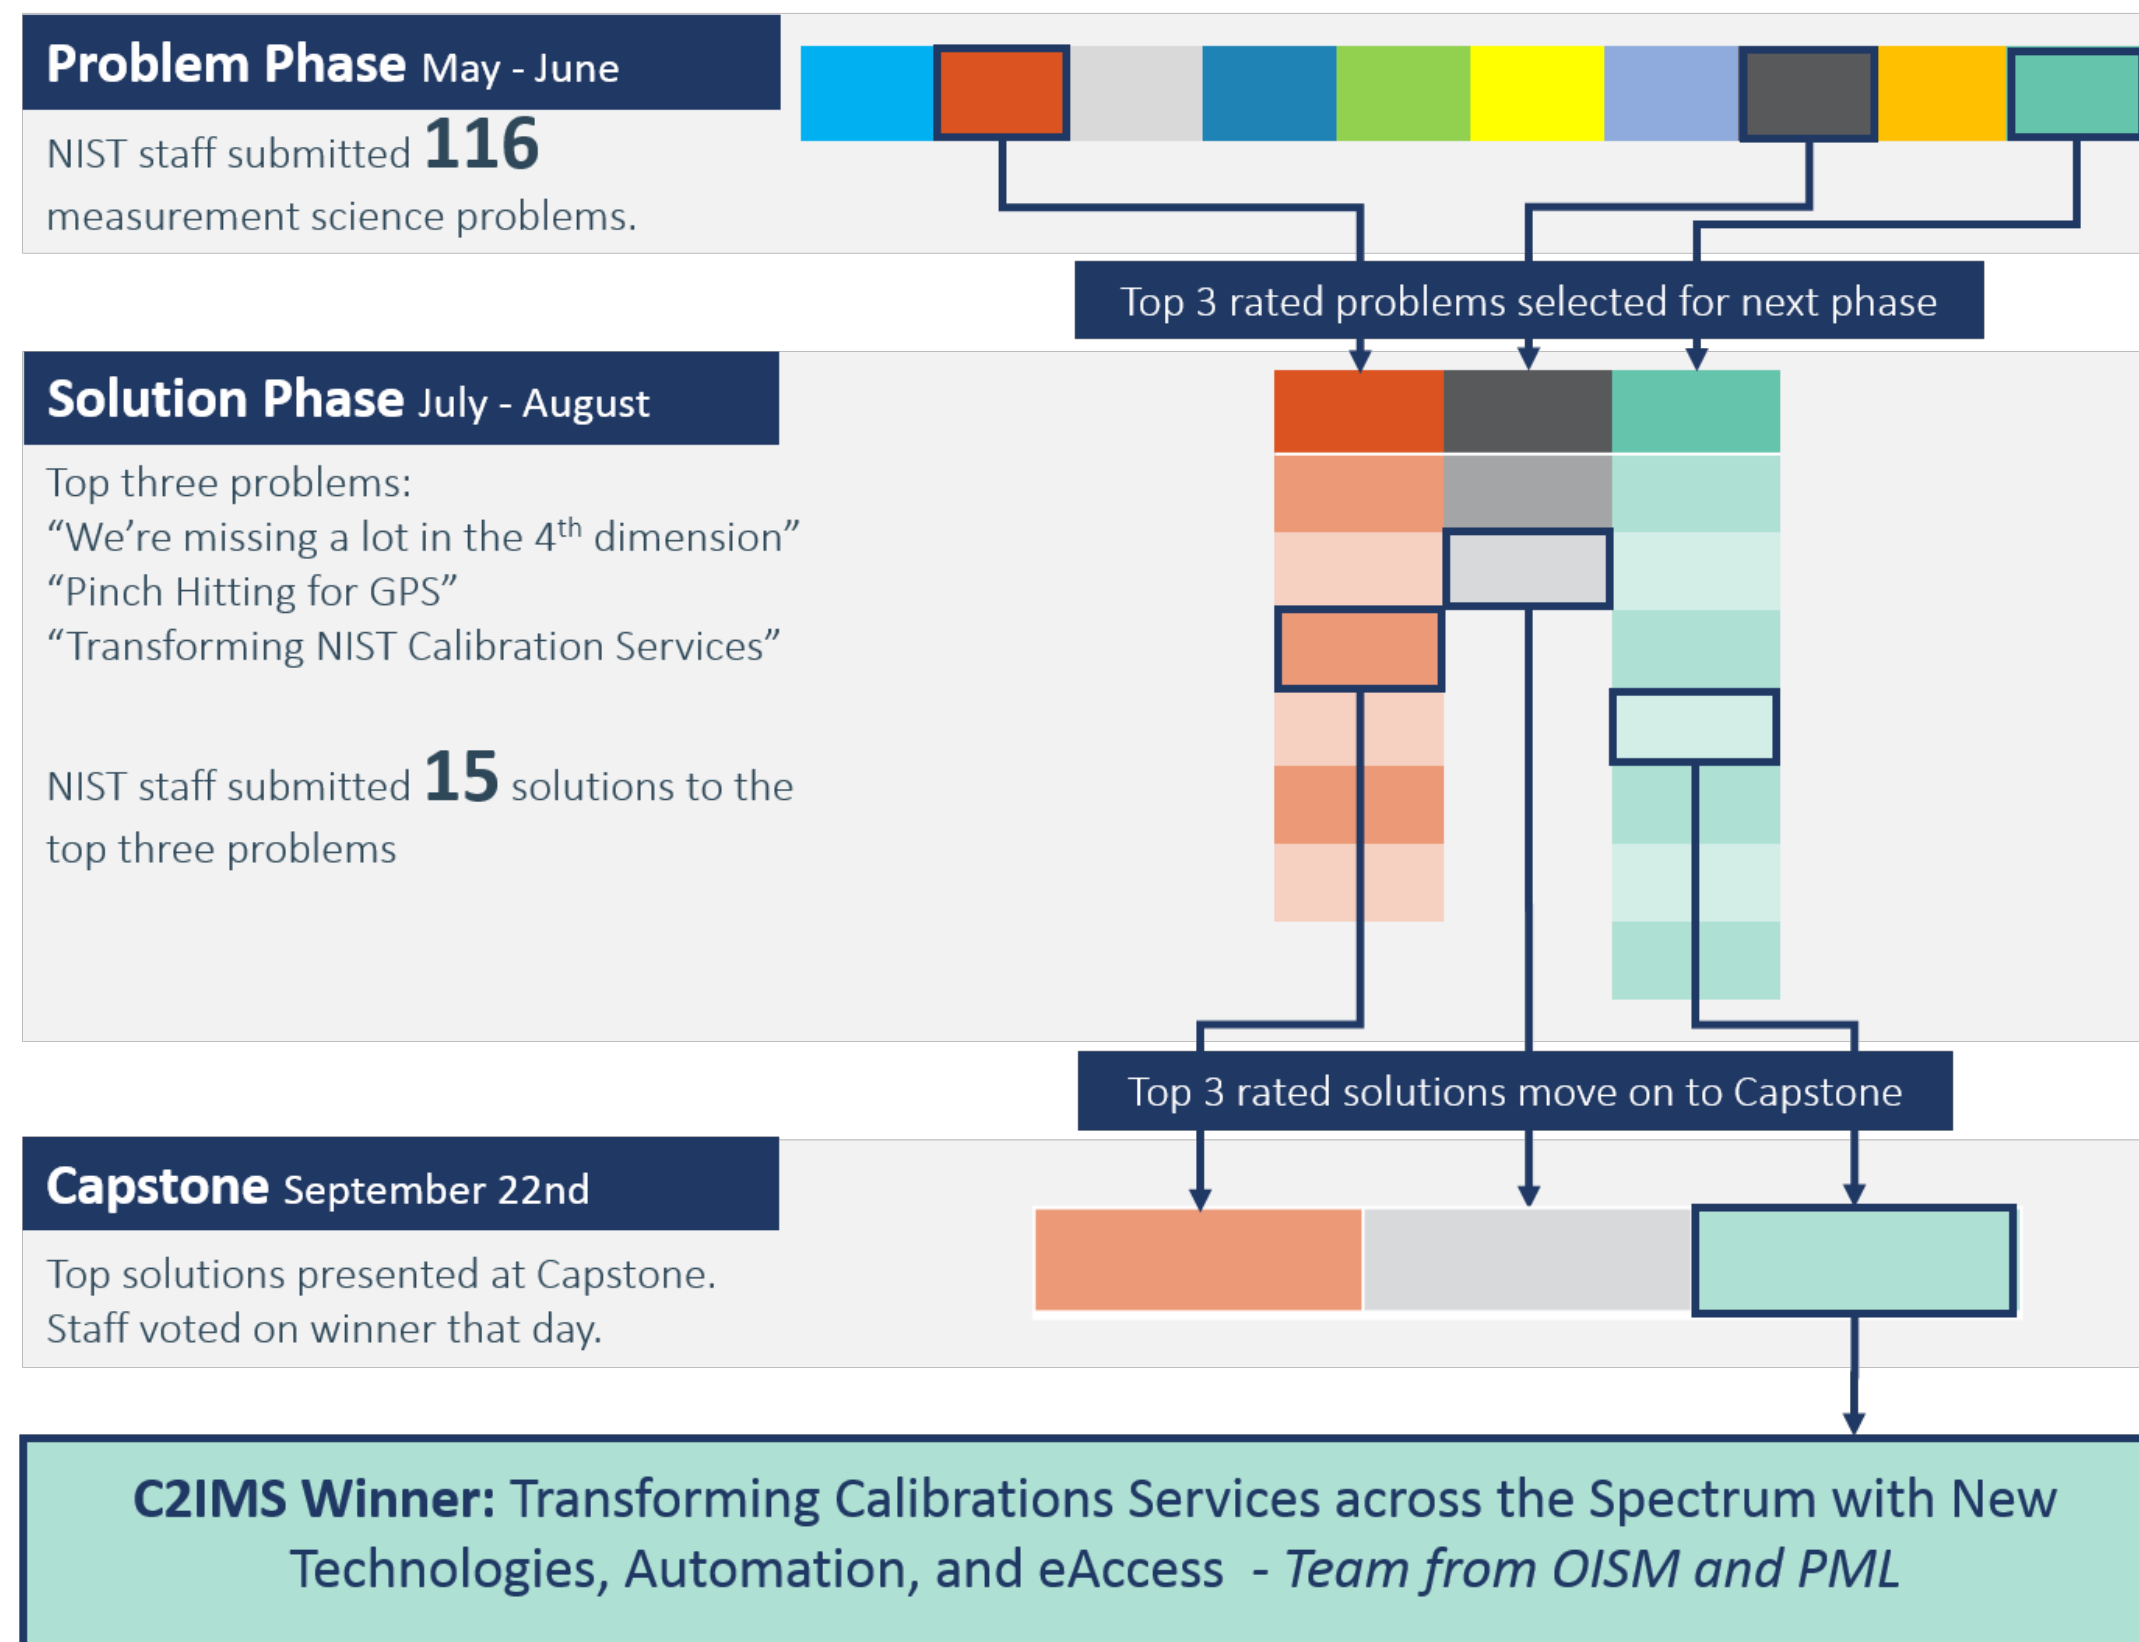 Problem Phase May - June
NIST staff submitted 116
measurement science problems.
Top 3 rated problems selected for next phase
Solution Phase July - August
Top three problems:
“We’re missing a lot in the 4th dimension”
“Pinch Hitting for GPS”
“Transforming NIST Calibration Services”
NIST staff submitted 15 solutions to the
top three problems
Top 3 rated solutions move on to Capstone
Capstone September 22nd
Top solutions presented at Capstone.
Staff voted on winner that day.
C2IMS Winner: Transforming Calibrations Services across the Spectrum with New
Technologies, Automation, and eAccess - Team from OISM and PML